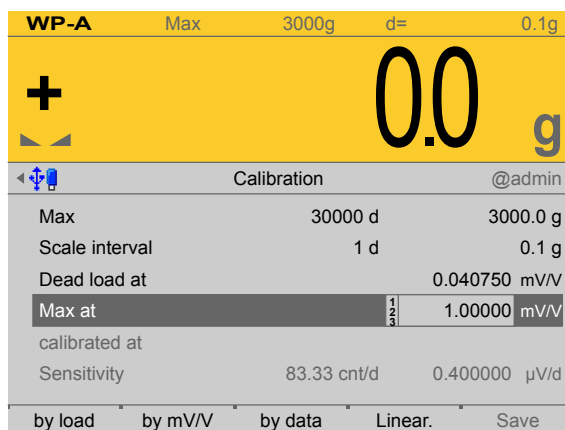 WP-A Max 3000g d= 0.1g
+ 0.0 g
Calibration @admin
Max 30000 d 3000.0 g
Scale interval 1 d 0.1 g
Dead load at 0.040750 mV/V
Max at 1 2 3 1.00000 mV/V
calibrated at
Sensitivity 83.33 cnt/d 0.400000 µV/d
by load by mV/V by data Linear. Save